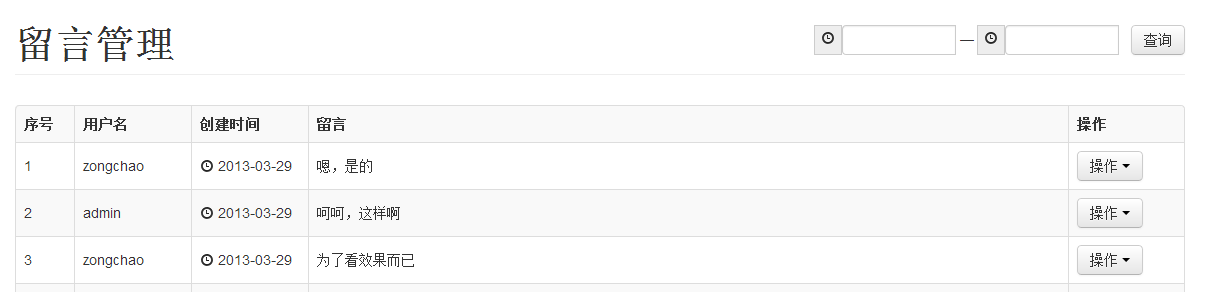 留言管理
— 查询
序号 用户名 创建时间 留言 操作
1 zongchao 2013-03-29 嗯，是的 操作
2 admin 2013-03-29 呵呵，这样啊 操作
3 zongchao 2013-03-29 为了看效果而已 操作